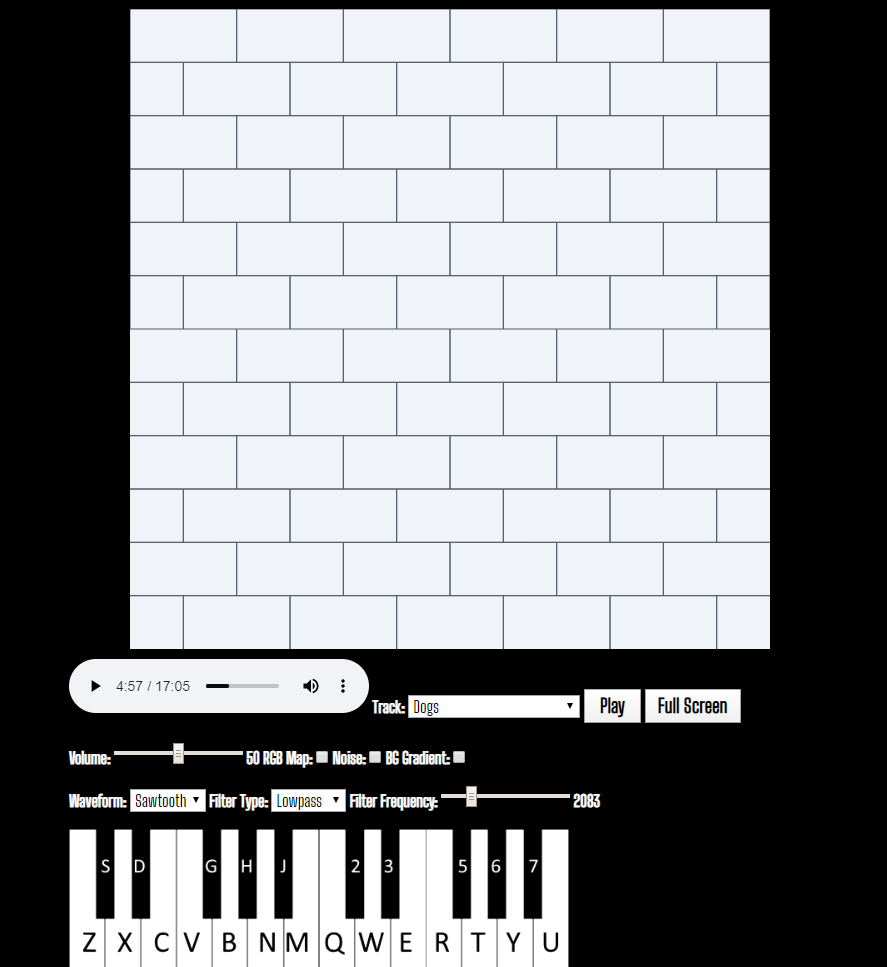 4:57 / 17:05
Track: Dogs Play Full Screen
Volume: 50 RGB Map: Noise: BG Gradient:
Waveform: Sawtooth Filter Type: Lowpass Filter Frequency: 2083
S D G H J 2 3 5 6 7
Z X C V B N M Q W E R T Y U